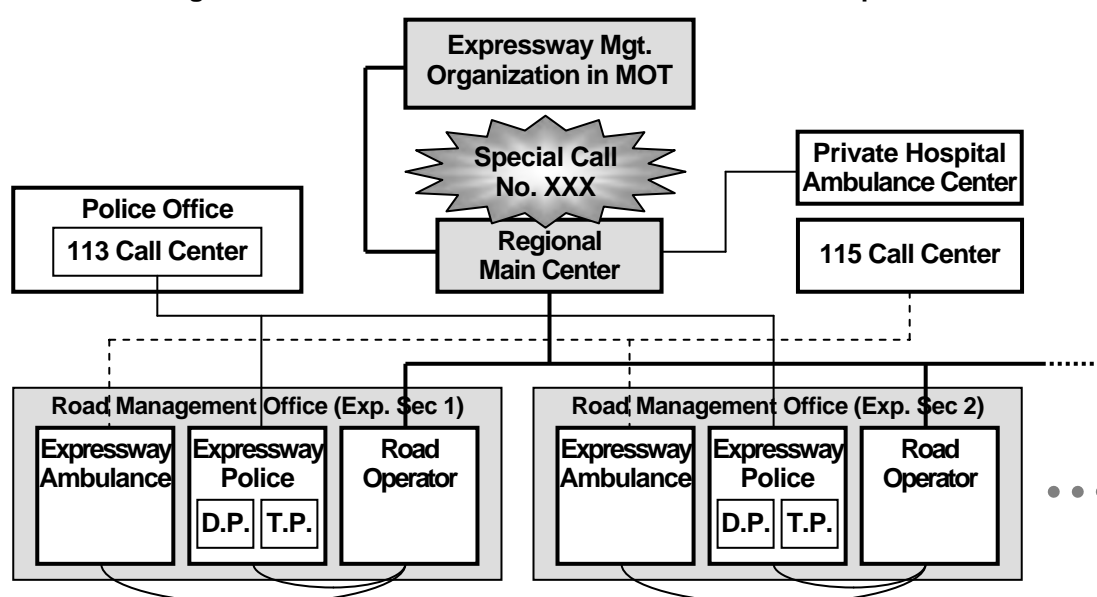 Expressway Mgt.
Organization in MOT
Special Call
No. XXX
Private Hospital
Ambulance Center
Police Office
113 Call Center
Regional
Main Center
115 Call Center
Road Management Office (Exp. Sec 1)
Expressway
Ambulance
Expressway
Police
D.P.
T.P.
Road
Operator
Road Management Office (Exp. Sec 2)
Expressway
Ambulance
Expressway
Police
D.P.
T.P.
Road
Operator